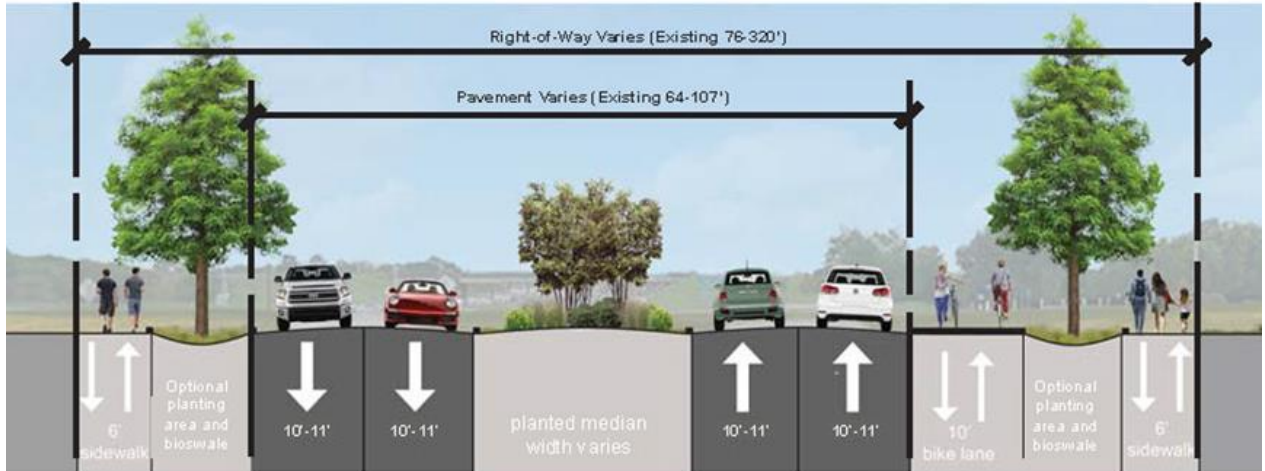 Right-of-Way Varies (Existing 76-320')
Pavement Varies (Existing 64-107')
6'
sidewalk
Optional
planting
area and
bioswale
10'-11'
10'-11'
planted median
width varies
10'-11'
10'-11'
10'
bike lane
Optional
planting
area and
bioswale
6'
sidewalk